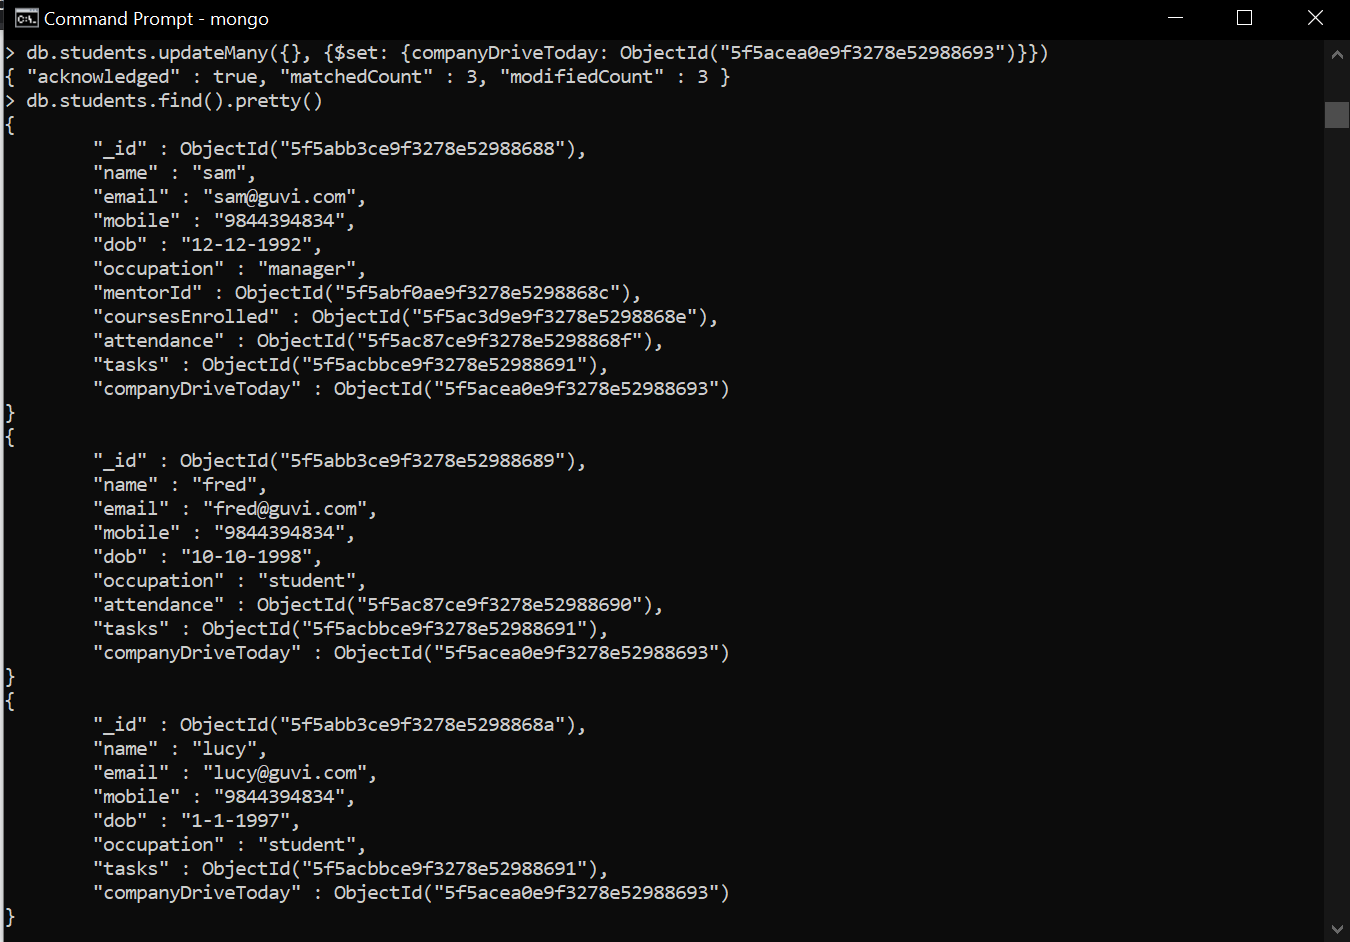 Command Prompt - mongo
> db.students.updateMany({}, {$set: {companyDriveToday: ObjectId("5f5acea0e9f3278e52988693")}})
{ "acknowledged" : true, "matchedCount" : 3, "modifiedCount" : 3 }
> db.students.find().pretty()
{
"_id" : ObjectId("5f5abb3ce9f3278e52988688"),
"name" : "sam",
"email" : "sam@guvi.com",
"mobile" : "9844394834",
"dob" : "12-12-1992",
"occupation" : "manager",
"mentorId" : ObjectId("5f5abf0ae9f3278e5298868c"),
"coursesEnrolled" : ObjectId("5f5ac3d9e9f3278e5298868e"),
"attendance" : ObjectId("5f5ac87ce9f3278e5298868f"),
"tasks" : ObjectId("5f5acbbce9f3278e52988691"),
"companyDriveToday" : ObjectId("5f5acea0e9f3278e52988693")
}
{
"_id" : ObjectId("5f5abb3ce9f3278e52988689"),
"name" : "fred",
"email" : "fred@guvi.com",
"mobile" : "9844394834",
"dob" : "10-10-1998",
"occupation" : "student",
"attendance" : ObjectId("5f5ac87ce9f3278e52988690"),
"tasks" : ObjectId("5f5acbbce9f3278e52988691"),
"companyDriveToday" : ObjectId("5f5acea0e9f3278e52988693")
}
{
"_id" : ObjectId("5f5abb3ce9f3278e5298868a"),
"name" : "lucy",
"email" : "lucy@guvi.com",
"mobile" : "9844394834",
"dob" : "1-1-1997",
"occupation" : "student",
"tasks" : ObjectId("5f5acbbce9f3278e52988691"),
"companyDriveToday" : ObjectId("5f5acea0e9f3278e52988693")
}